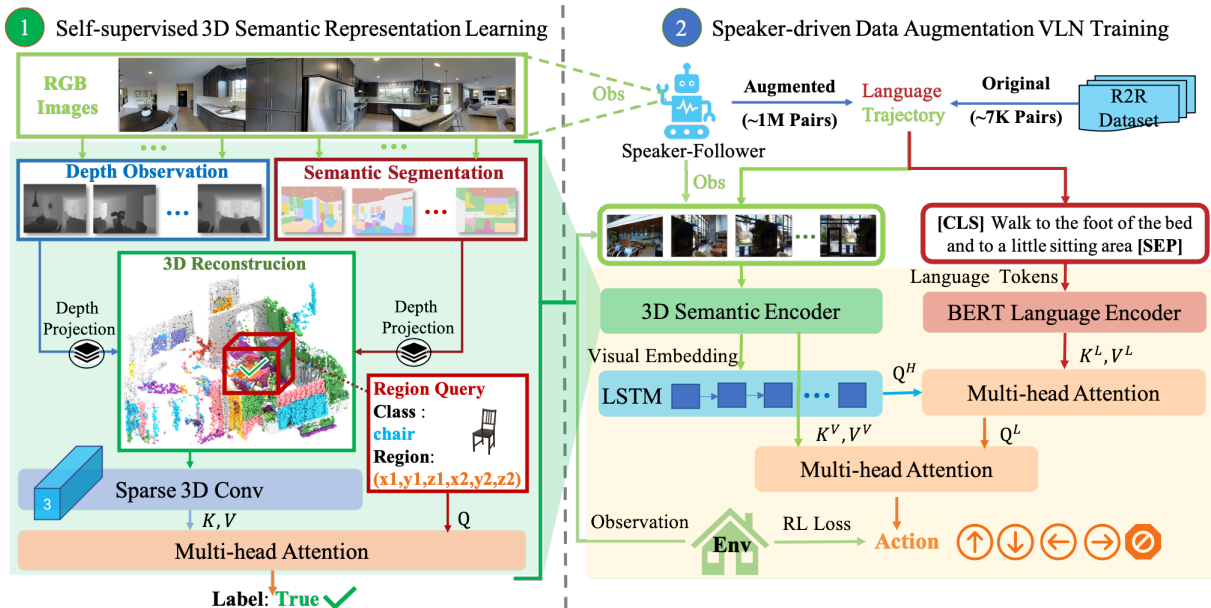 1 Self-supervised 3D Semantic Representation Learning
RGB
Images
Depth Observation
Semantic Segmentation
3D Reconstrucion
Depth
Projection
Depth
Projection
Region Query
Class :
chair
Region:
(x1,y1,z1,x2,y2,z2)
3
Sparse 3D Conv
K, V
Q
Multi-head Attention
Label: True
2 Speaker-driven Data Augmentation VLN Training
Obs
Augmented
(~1M Pairs)
Language
Trajectory
Original
(~7K Pairs)
R2R
Dataset
Speaker-Follower
Obs
[CLS] Walk to the foot of the bed
and to a little sitting area [SEP]
Language Tokens
3D Semantic Encoder
BERT Language Encoder
Visual Embedding
K^L, V^L
LSTM
Q^H
Multi-head Attention
K^V, V^V
Q^L
Multi-head Attention
Observation
Env
RL Loss
Action